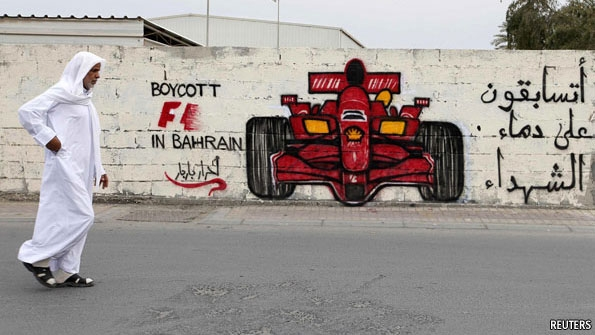 BOYCOTT
F1
IN BAHRAIN
أتسابقون
على دماء
الشهداء
REUTERS